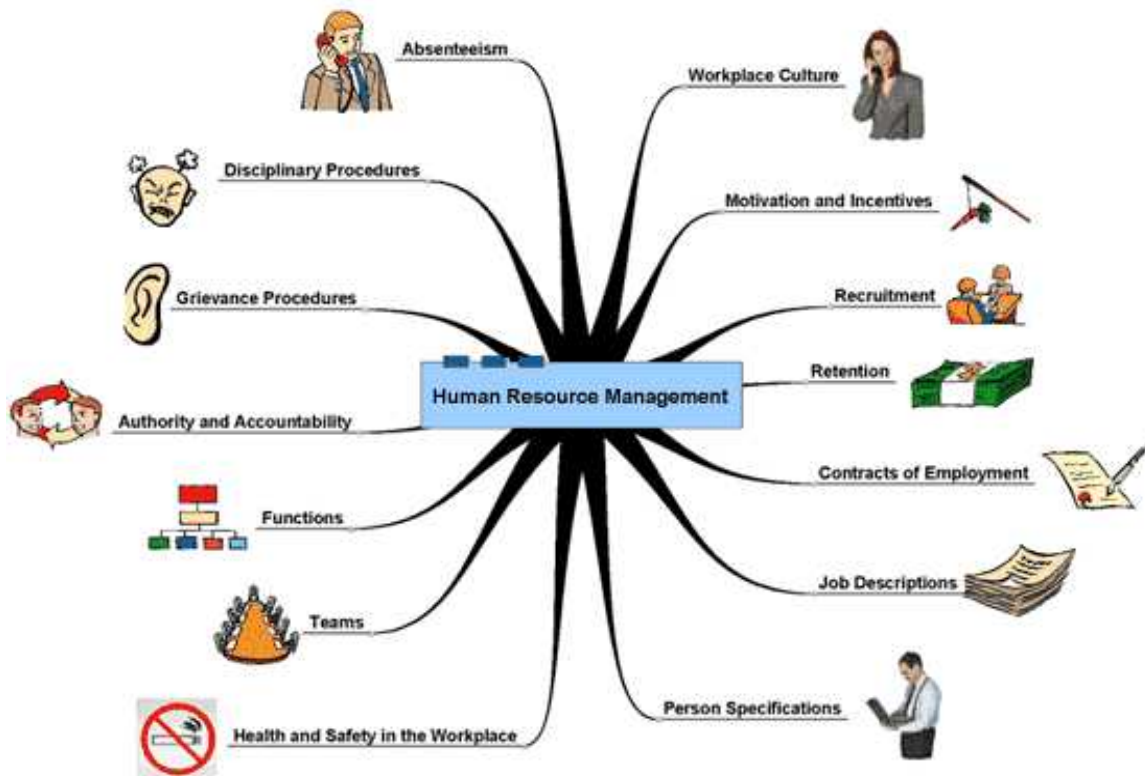 Absenteeism
Workplace Culture
Disciplinary Procedures
Motivation and Incentives
Grievance Procedures
Recruitment
Human Resource Management
Retention
Authority and Accountability
Contracts of Employment
Functions
Job Descriptions
Teams
Person Specifications
Health and Safety in the Workplace